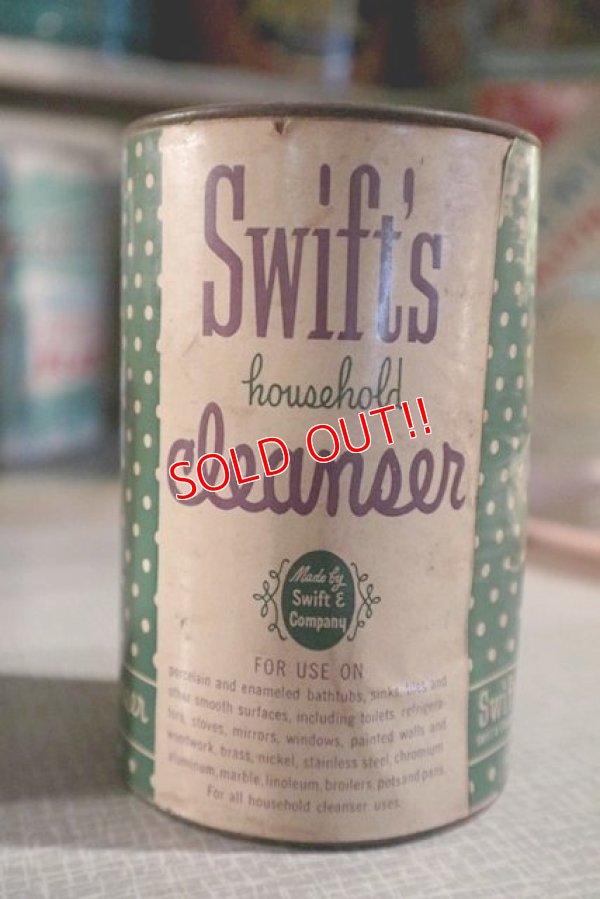 Swift's
household
cleanser
SOLD OUT!!
Made by
Swift &
Company
FOR USE ON
porcelain and enameled bathtubs, sinks, tiles and
other smooth surfaces, including toilets, refrigera-
tors, stoves, mirrors, windows, painted walls and
woodwork, brass, nickel, stainless steel, chromium
aluminum, marble, linoleum, broilers, pots and pans.
For all household cleanser uses.
er
Swif